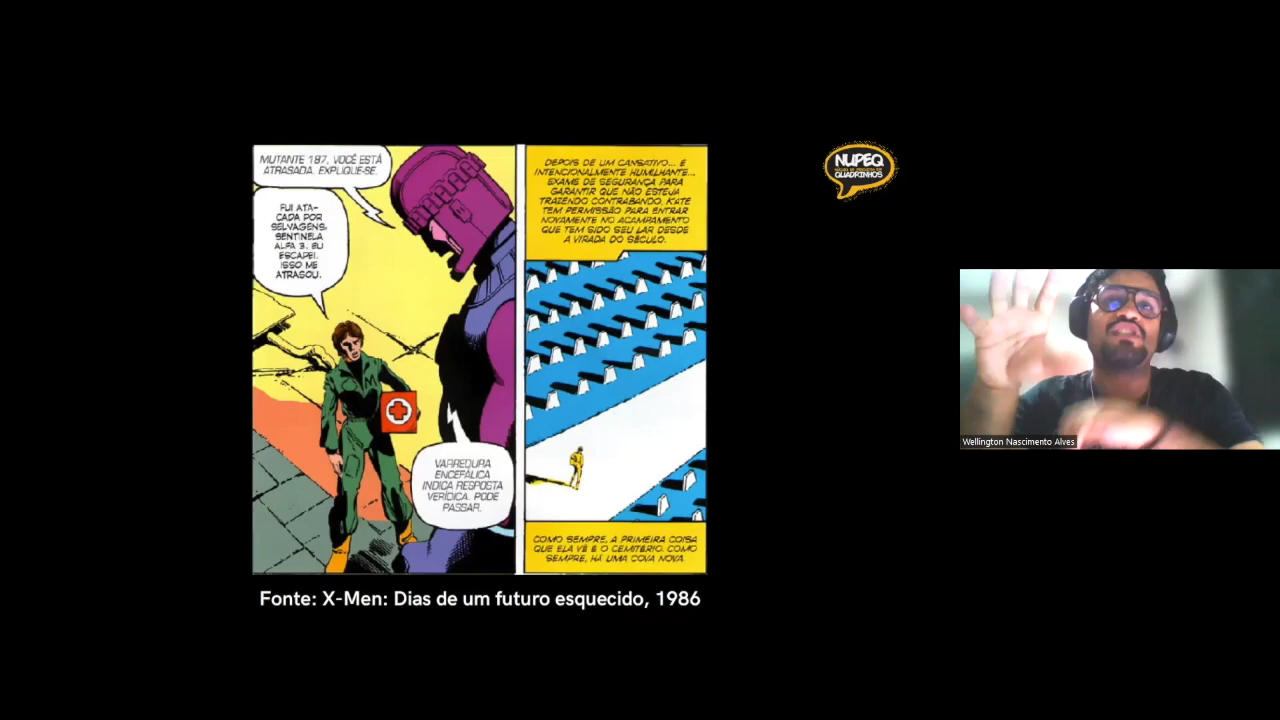 MUTANTE 187, VOCÊ ESTÁ
ATRASADA. EXPLIQUE-SE.
FUI ATA-
CADA POR
SELVAGENS,
SENTINELA
ALFA 3. EU
ESCAPEI.
ISSO ME
ATRASOU.
M
VARREDURA
ENCEFÁLICA
INDICA RESPOSTA
VERÍDICA. PODE
PASSAR.
DEPOIS DE UM CANSATIVO... E
INTENCIONALMENTE HUMILHANTE...
EXAME DE SEGURANÇA PARA
GARANTIR QUE NÃO ESTEJA
TRAZENDO CONTRABANDO, KATE
TEM PERMISSÃO PARA ENTRAR
NOVAMENTE NO ACAMPAMENTO
QUE TEM SIDO SEU LAR DESDE
A VIRADA DO SÉCULO.
COMO SEMPRE, A PRIMEIRA COISA
QUE ELA VÊ É O CEMITÉRIO. COMO
SEMPRE, HÁ UMA COVA NOVA.
Fonte: X-Men: Dias de um futuro esquecido, 1986
NUPEQ
QUADRINHOS
Wellington Nascimento Alves